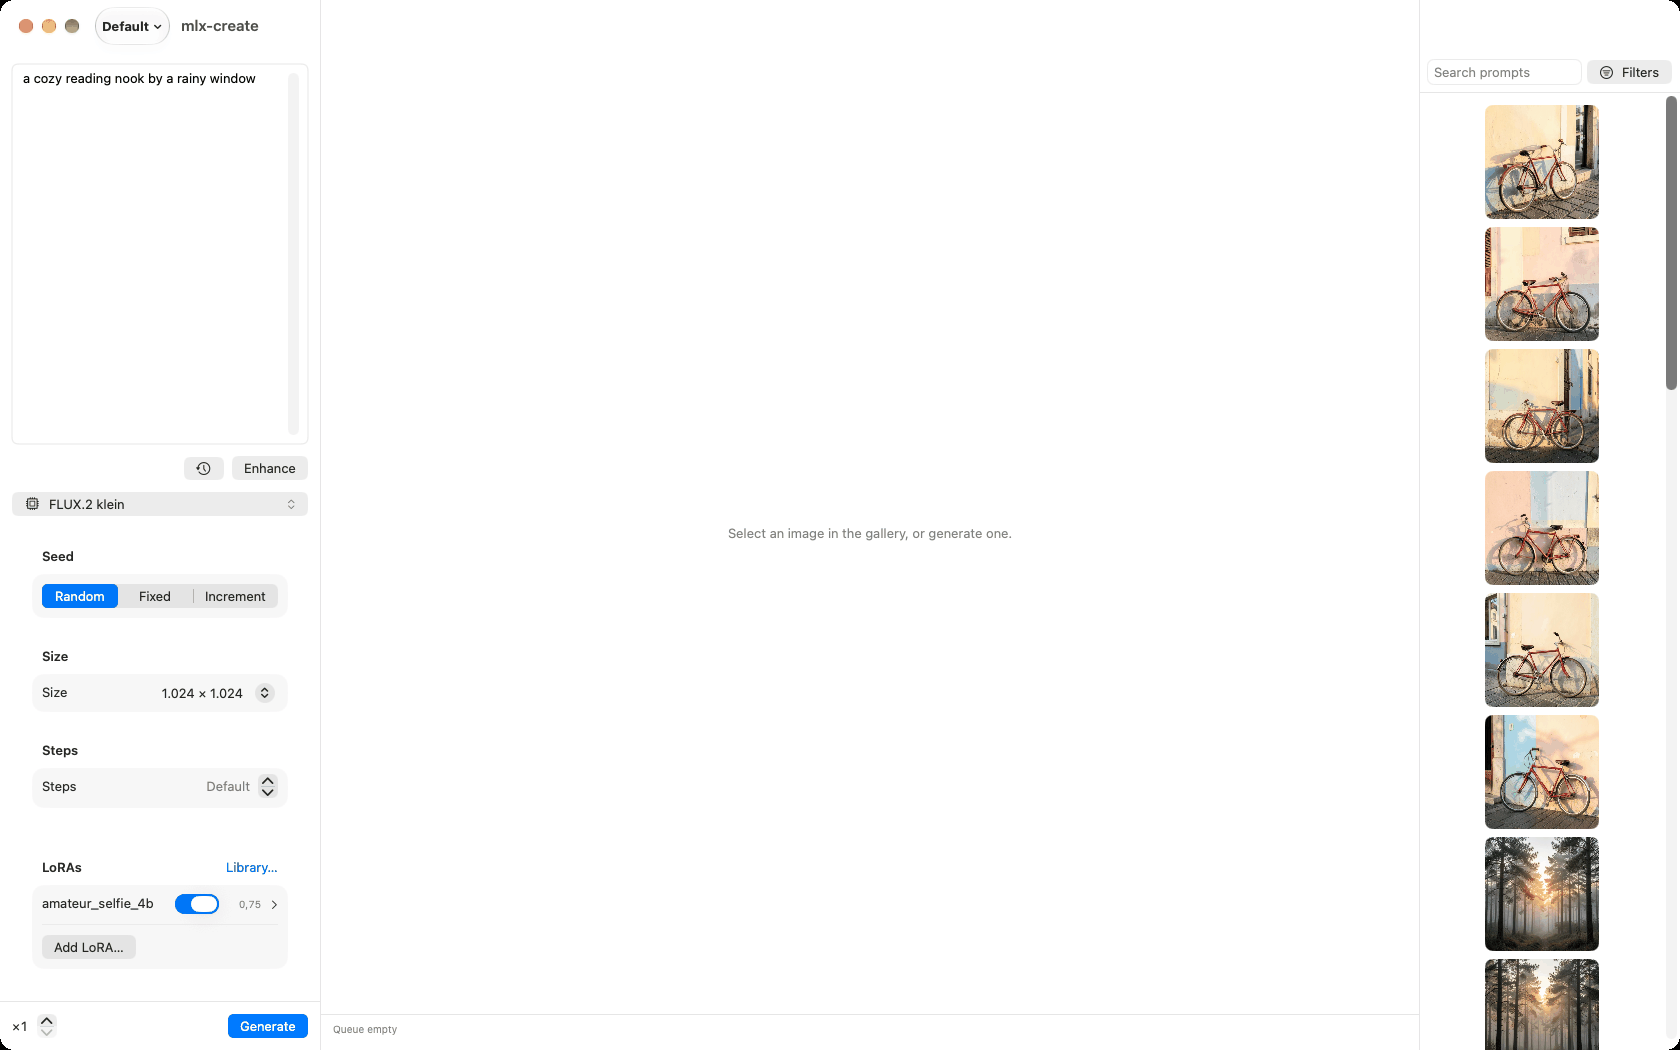 Default
mlx-create
a cozy reading nook by a rainy window
Enhance
FLUX.2 klein
Seed
Random Fixed Increment
Size
Size 1.024 × 1.024
Steps
Steps Default
LoRAs Library...
amateur_selfie_4b 0,75
Add LoRA...
×1 Generate
Select an image in the gallery, or generate one.
Queue empty
Search prompts Filters